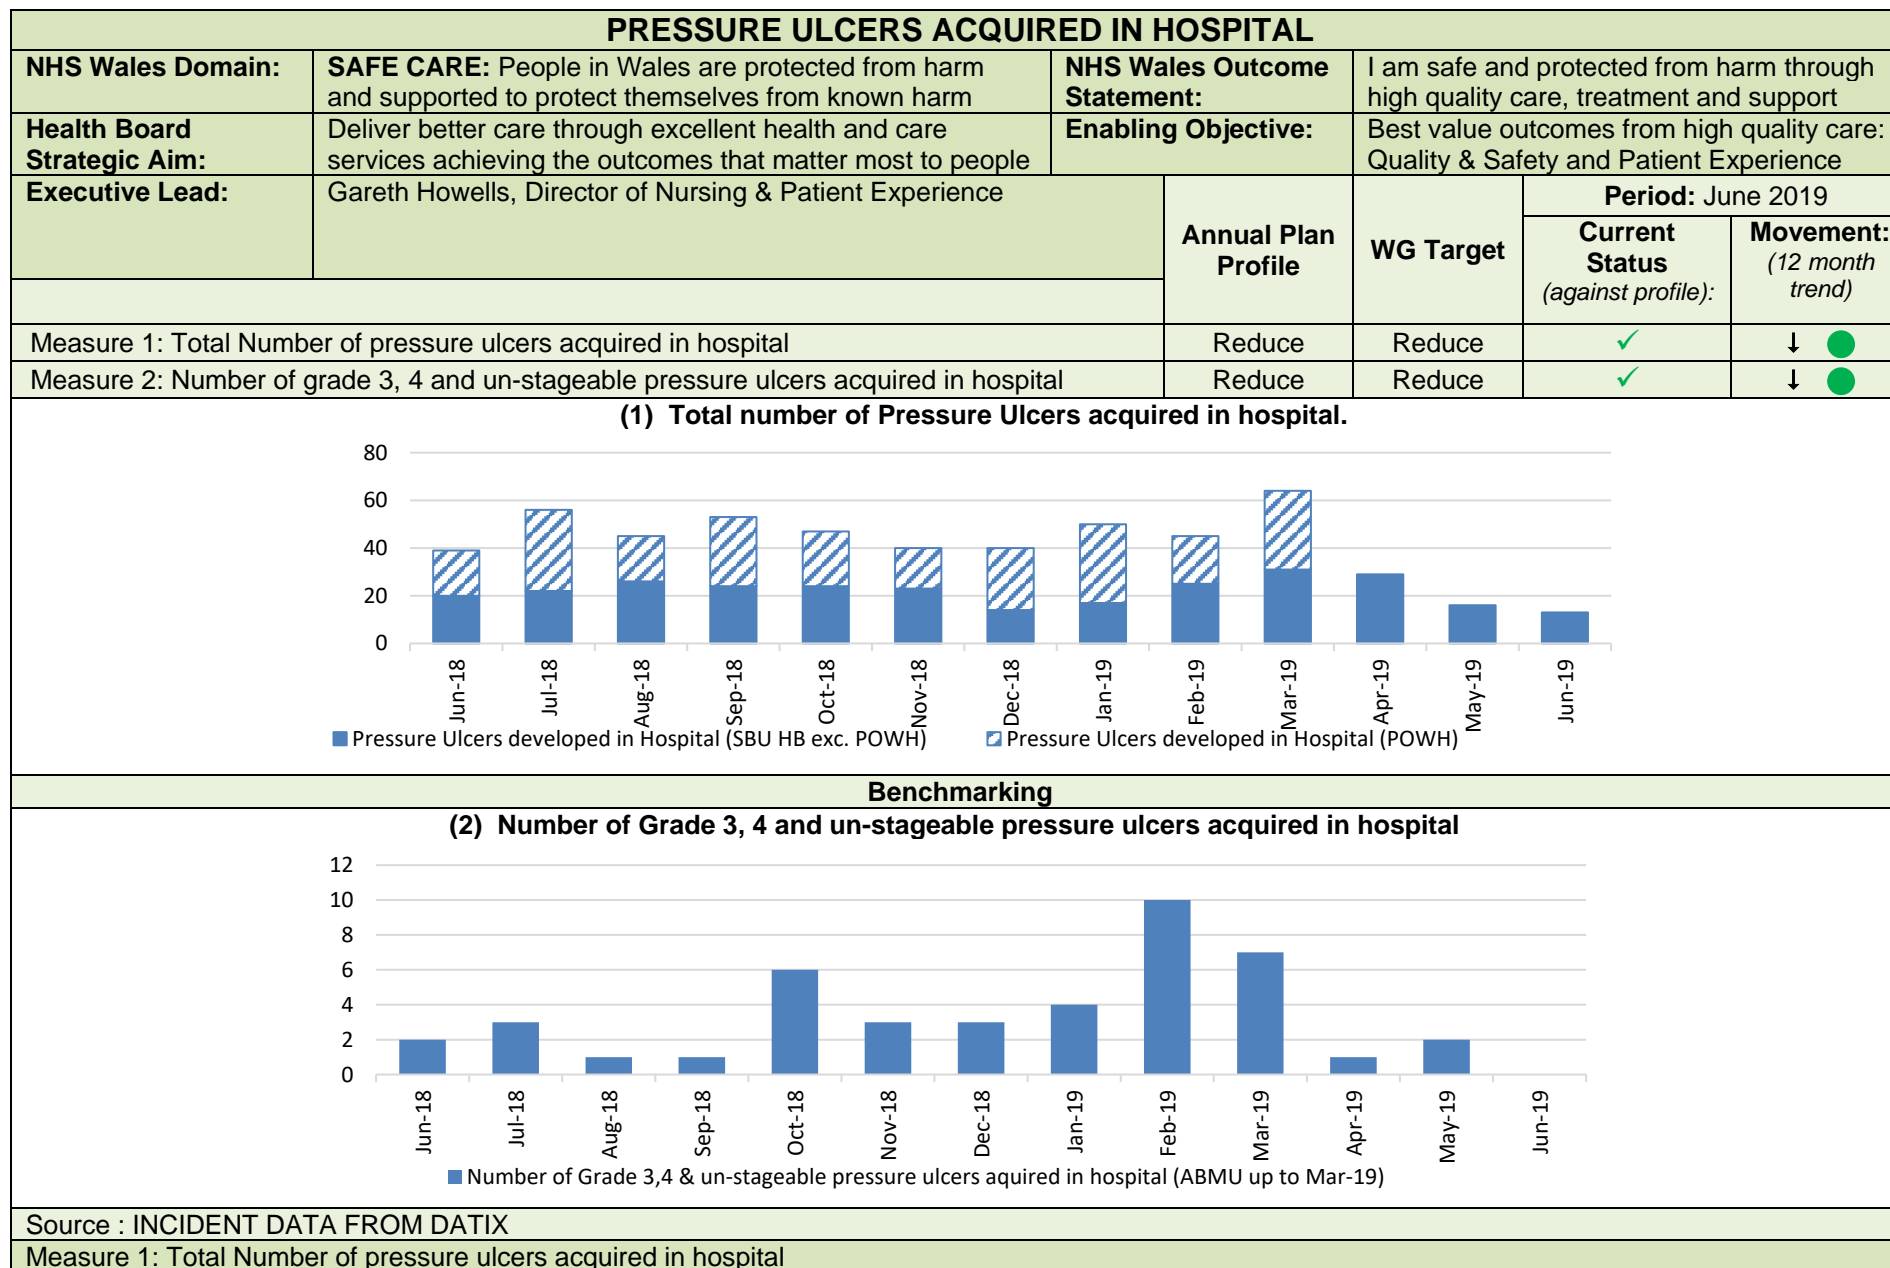 PRESSURE ULCERS ACQUIRED IN HOSPITAL
NHS Wales Domain:
SAFE CARE: People in Wales are protected from harm
and supported to protect themselves from known harm
NHS Wales Outcome
Statement:
I am safe and protected from harm through
high quality care, treatment and support
Health Board
Strategic Aim:
Deliver better care through excellent health and care
services achieving the outcomes that matter most to people
Enabling Objective:
Best value outcomes from high quality care:
Quality & Safety and Patient Experience
Executive Lead:
Gareth Howells, Director of Nursing & Patient Experience
Annual Plan
Profile
WG Target
Period: June 2019
Current
Status
(against profile):
Movement:
(12 month
trend)
Measure 1: Total Number of pressure ulcers acquired in hospital
Reduce
Reduce
✓
↓
Measure 2: Number of grade 3, 4 and un-stageable pressure ulcers acquired in hospital
Reduce
Reduce
✓
↓
(1) Total number of Pressure Ulcers acquired in hospital.
80
60
40
20
0
Jun-18
Jul-18
Aug-18
Sep-18
Oct-18
Nov-18
Dec-18
Jan-19
Feb-19
Mar-19
Apr-19
May-19
Jun-19
Pressure Ulcers developed in Hospital (SBU HB exc. POWH)
Pressure Ulcers developed in Hospital (POWH)
Benchmarking
(2) Number of Grade 3, 4 and un-stageable pressure ulcers acquired in hospital
12
10
8
6
4
2
0
Jun-18
Jul-18
Aug-18
Sep-18
Oct-18
Nov-18
Dec-18
Jan-19
Feb-19
Mar-19
Apr-19
May-19
Jun-19
Number of Grade 3,4 & un-stageable pressure ulcers aquired in hospital (ABMU up to Mar-19)
Source : INCIDENT DATA FROM DATIX
Measure 1: Total Number of pressure ulcers acquired in hospital